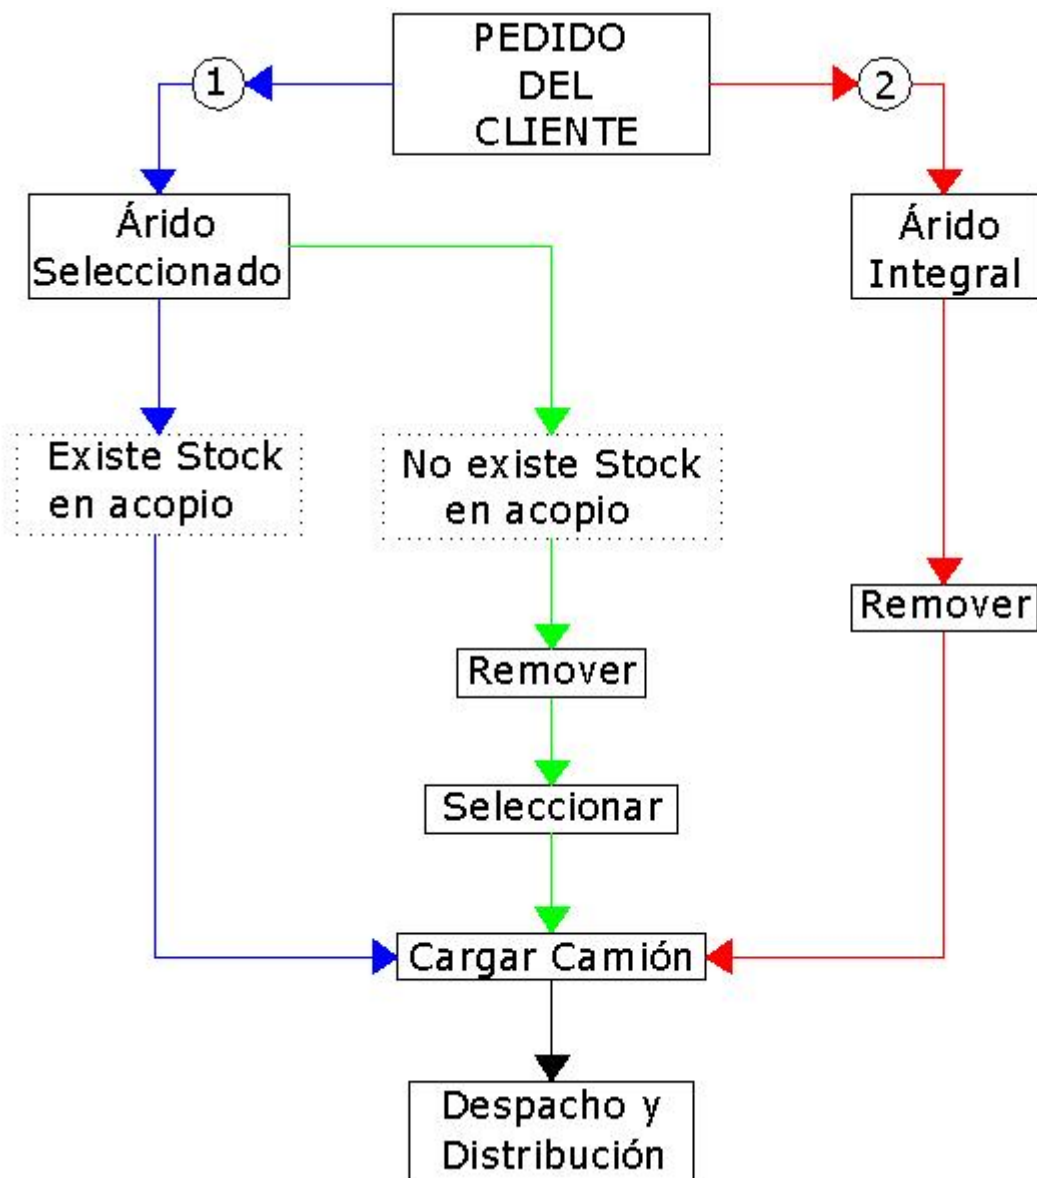 PEDIDO
DEL
CLIENTE
1
2
Árido
Seleccionado
Árido
Integral
Existe Stock
en acopio
No existe Stock
en acopio
Remover
Remover
Seleccionar
Cargar Camión
Despacho y
Distribución